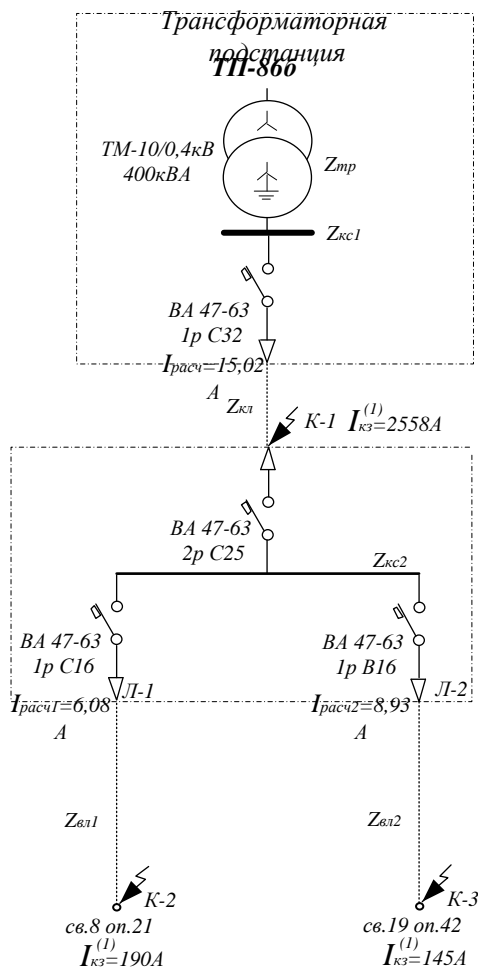 Трансформаторная
подстанция
ТП-866
ТМ-10/0,4кВ
400кВА
Zтр
Zкс1
ВА 47-63
1р С32
Iрасч=15,02
А
Zкл
К-1
I(1)кз=2558А
ВА 47-63
2р С25
Zкс2
ВА 47-63
1р С16
ВА 47-63
1р В16
Л-1
Л-2
Iрасч1=6,08
А
Iрасч2=8,93
А
Zвл1
Zвл2
К-2
К-3
св.8 оп.21
I(1)кз=190А
св.19 оп.42
I(1)кз=145А